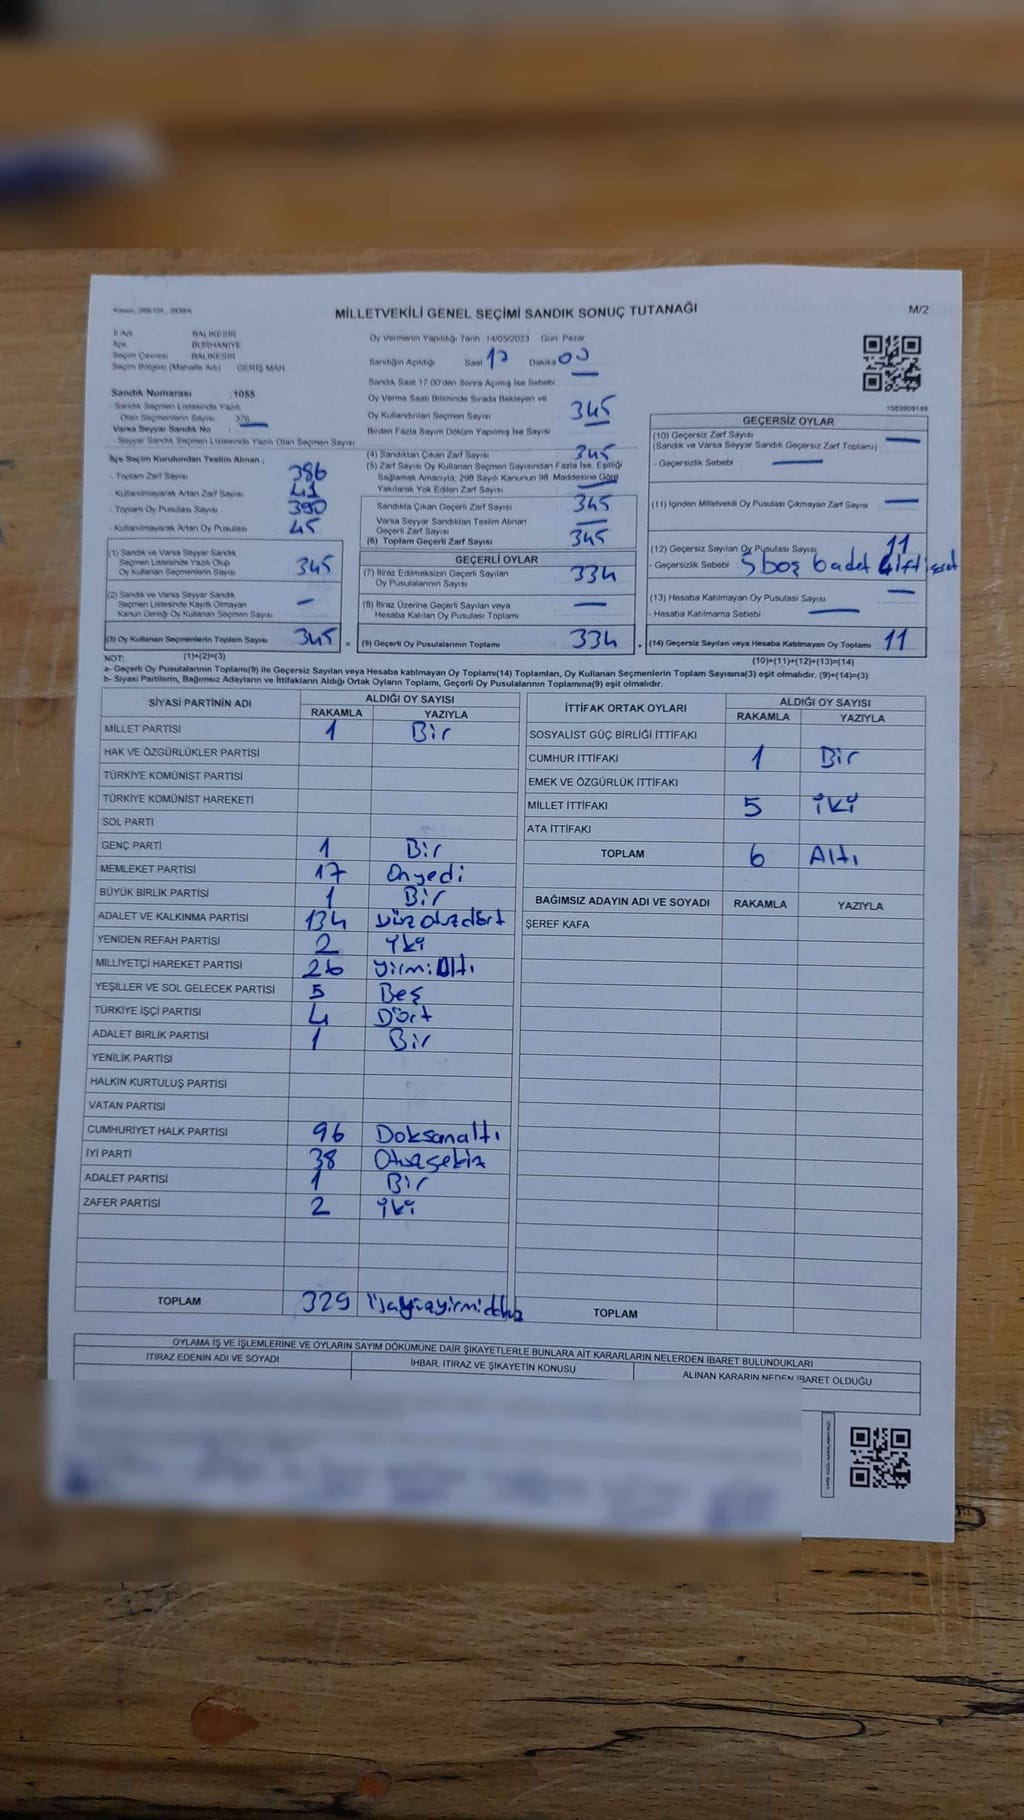 MİLLETVEKİLİ GENEL SEÇİMİ SANDIK SONUÇ TUTANAĞI
M/2
İl Adı BALIKESİR
İlçe BURHANİYE
Seçim Çevresi BALIKESİR
Seçim Bölgesi (Mahalle Adı) GERİŞ MAH.
Sandık Numarası : 1055
- Sandık Seçmen Listesinde Yazılı
Olan Seçmenlerin Sayısı 370
Varsa Seyyar Sandık No :
- Seyyar Sandık Seçmen Listesinde Yazılı Olan Seçmen Sayısı
İlçe Seçim Kurulundan Teslim Alınan ;
- Toplam Zarf Sayısı 386
- Kullanılmayarak Artan Zarf Sayısı 41
- Toplam Oy Pusulası Sayısı 390
- Kullanılmayarak Artan Oy Pusulası 45
(1) Sandık ve Varsa Seyyar Sandık
Seçmen Listesinde Yazılı Olup
Oy Kullanan Seçmenlerin Sayısı 345
(2) Sandık ve Varsa Seyyar Sandık
Seçmen Listesinde Kayıtlı Olmayan
Kanun Gereği Oy Kullanan Seçmen Sayısı –
(3) Oy Kullanan Seçmenlerin Toplam Sayısı 345 =
Oy Vermenin Yapıldığı Tarih 14/05/2023 Gün Pazar
Sandığın Açıldığı Saat 17 Dakika 00
Sandık Saat 17:00'den Sonra Açılmış İse Sebebi
Oy Verme Saati Bitiminde Sırada Bekleyen ve
Oy Kullandırılan Seçmen Sayısı 345
Birden Fazla Sayım Döküm Yapılmış İse Sayısı
(4) Sandıktan Çıkan Zarf Sayısı 345
(5) Zarf Sayısı Oy Kullanan Seçmen Sayısından Fazla İse, Eşitliği
Sağlamak Amacıyla, 298 Sayılı Kanunun 98. Maddesine Göre
Yakılarak Yok Edilen Zarf Sayısı
Sandıkta Çıkan Geçerli Zarf Sayısı 345
Varsa Seyyar Sandıktan Teslim Alınan
Geçerli Zarf Sayısı –
(6) Toplam Geçerli Zarf Sayısı 345
GEÇERLİ OYLAR
(7) İtiraz Edilmeksizin Geçerli Sayılan
Oy Pusulalarının Sayısı 334
(8) İtiraz Üzerine Geçerli Sayılan veya
Hesaba Katılan Oy Pusulaları Toplamı –
(9) Geçerli Oy Pusulalarının Toplamı 334 +
GEÇERSİZ OYLAR
(10) Geçersiz Zarf Sayısı –
(Sandık ve Varsa Seyyar Sandık Geçersiz Zarf Toplamı)
- Geçersizlik Sebebi –
(11) İçinden Milletvekili Oy Pusulası Çıkmayan Zarf Sayısı –
(12) Geçersiz Sayılan Oy Pusulası Sayısı 11
- Geçersizlik Sebebi 5 boş 6 adet
(13) Hesaba Katılmayan Oy Pusulası Sayısı –
- Hesaba Katılmama Sebebi –
(14) Geçersiz Sayılan veya Hesaba Katılmayan Oy Toplamı 11
NOT: (1)+(2)=(3)
(10)+(11)+(12)+(13)=(14)
a- Geçerli Oy Pusulalarının Toplamı(9) ile Geçersiz Sayılan veya Hesaba katılmayan Oy Toplamı(14) Toplamları, Oy Kullanan Seçmenlerin Toplam Sayısına(3) eşit olmalıdır. (9)+(14)=(3)
b- Siyasi Partilerin, Bağımsız Adayların ve İttifakların Aldığı Ortak Oyların Toplamı, Geçerli Oy Pusulalarının Toplamına(9) eşit olmalıdır.
SİYASİ PARTİNİN ADI
ALDIĞI OY SAYISI
RAKAMLA YAZIYLA
MİLLET PARTİSİ 1 Bir
HAK VE ÖZGÜRLÜKLER PARTİSİ
TÜRKİYE KOMÜNİST PARTİSİ
TÜRKİYE KOMÜNİST HAREKETİ
SOL PARTİ
GENÇ PARTİ 1 Bir
MEMLEKET PARTİSİ 17 Onyedi
BÜYÜK BİRLİK PARTİSİ 1 Bir
ADALET VE KALKINMA PARTİSİ 134
YENİDEN REFAH PARTİSİ 2 iki
MİLLİYETÇİ HAREKET PARTİSİ 26 Yirmi Altı
YEŞİLLER VE SOL GELECEK PARTİSİ 5 Beş
TÜRKİYE İŞÇİ PARTİSİ 4 Dört
ADALET BİRLİK PARTİSİ 1 Bir
YENİLİK PARTİSİ
HALKIN KURTULUŞ PARTİSİ
VATAN PARTİSİ
CUMHURİYET HALK PARTİSİ 96 Doksanaltı
İYİ PARTİ 38
ADALET PARTİSİ 1 Bir
ZAFER PARTİSİ 2 iki
TOPLAM 329
İTTİFAK ORTAK OYLARI
ALDIĞI OY SAYISI
RAKAMLA YAZIYLA
SOSYALİST GÜÇ BİRLİĞİ İTTİFAKI
CUMHUR İTTİFAKI 1 Bir
EMEK VE ÖZGÜRLÜK İTTİFAKI
MİLLET İTTİFAKI 5 iki
ATA İTTİFAKI
TOPLAM 6 Altı
BAĞIMSIZ ADAYIN ADI VE SOYADI RAKAMLA YAZIYLA
ŞEREF KAFA
TOPLAM
OYLAMA İŞ VE İŞLEMLERİNE VE OYLARIN SAYIM DÖKÜMÜNE DAİR ŞİKAYETLERLE BUNLARA AİT KARARLARIN NELERDEN İBARET BULUNDUKLARI
İTİRAZ EDENİN ADI VE SOYADI İHBAR, İTİRAZ VE ŞİKAYETİN KONUSU ALINAN KARARIN NEDEN İBARET OLDUĞU